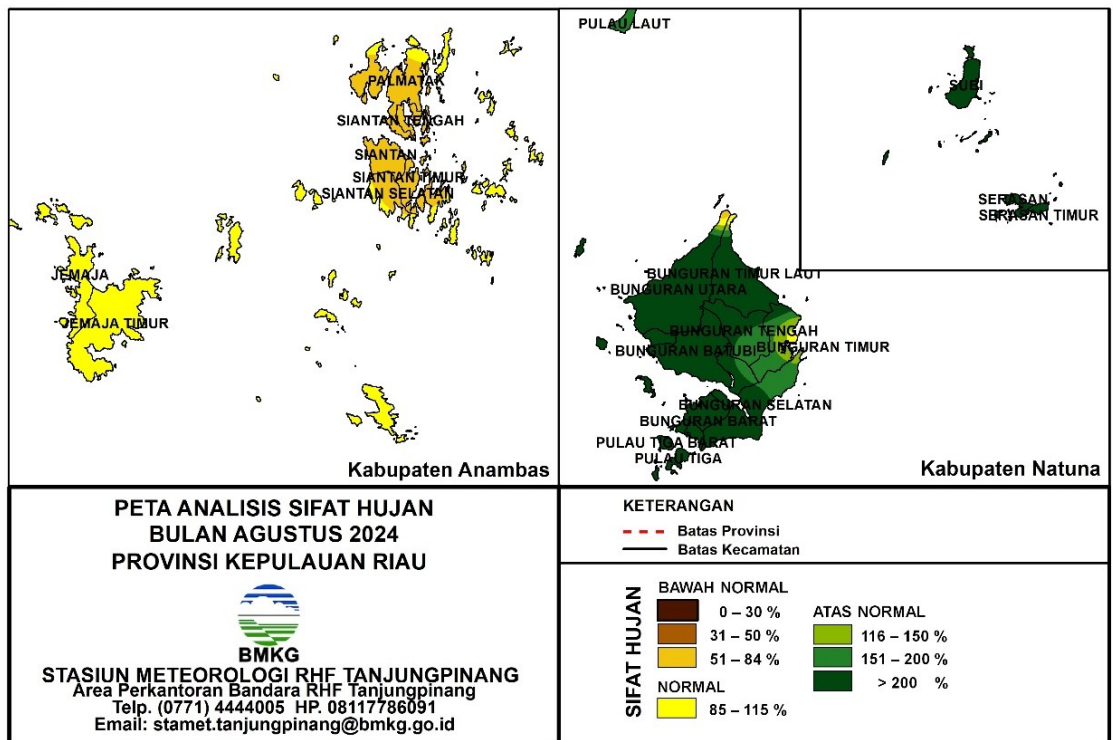 PALMATAK
SIANTAN TENGAH
SIANTAN
SIANTAN TIMUR
SIANTAN SELATAN
JEMAJA
JEMAJA TIMUR
Kabupaten Anambas
PULAU LAUT
SUBI
SERASAN
SERASAN TIMUR
BUNGURAN TIMUR LAUT
BUNGURAN UTARA
BUNGURAN TENGAH
BUNGURAN TIMUR
BUNGURAN BATUBI
BUNGURAN SELATAN
BUNGURAN BARAT
PULAU TIGA BARAT
PULAU TIGA
Kabupaten Natuna
PETA ANALISIS SIFAT HUJAN
BULAN AGUSTUS 2024
PROVINSI KEPULAUAN RIAU
BMKG
STASIUN METEOROLOGI RHF TANJUNGPINANG
Area Perkantoran Bandara RHF Tanjungpinang
Telp. (0771) 4444005 HP. 08117786091
Email: stamet.tanjungpinang@bmkg.go.id
KETERANGAN
Batas Provinsi
Batas Kecamatan
SIFAT HUJAN
BAWAH NORMAL
0 – 30 %
31 – 50 %
51 – 84 %
NORMAL
85 – 115 %
ATAS NORMAL
116 – 150 %
151 – 200 %
> 200 %